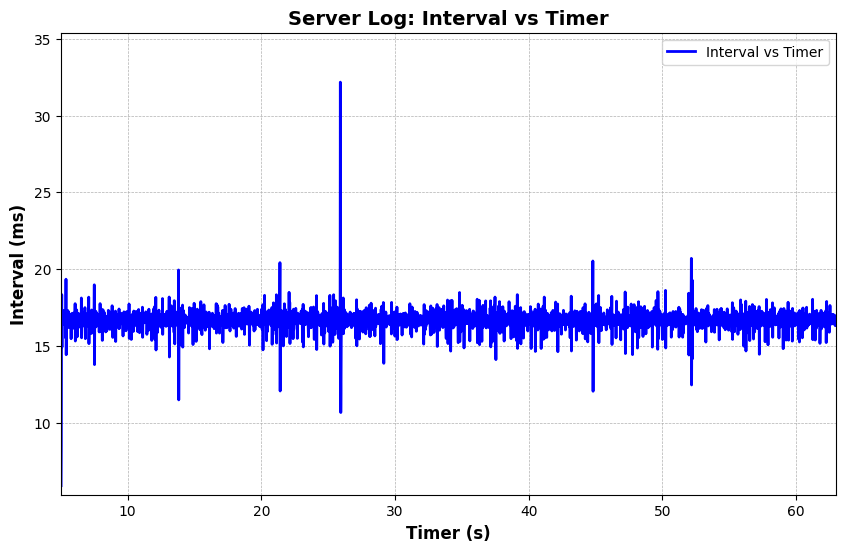 Server Log: Interval vs Timer
Interval vs Timer
35
30
25
20
15
10
Interval (ms)
10 20 30 40 50 60
Timer (s)